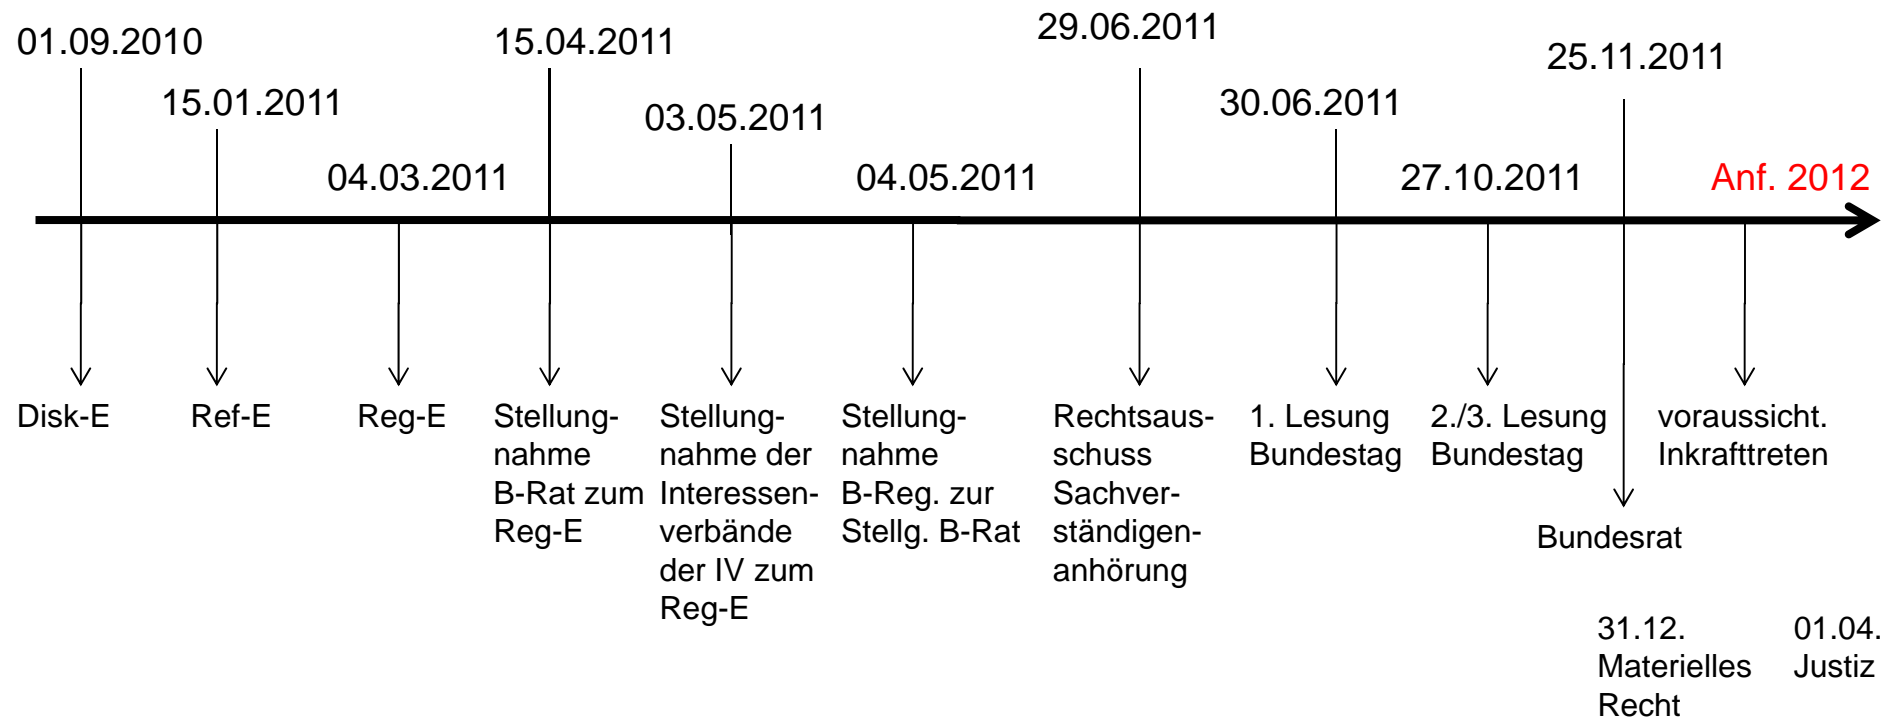 01.09.2010
15.04.2011
29.06.2011
25.11.2011
15.01.2011
03.05.2011
30.06.2011
04.03.2011
04.05.2011
27.10.2011
Anf. 2012
Disk-E
Ref-E
Reg-E
Stellung-
nahme
B-Rat zum
Reg-E
Stellung-
nahme der
Interessen-
verbände
der IV zum
Reg-E
Stellung-
nahme
B-Reg. zur
Stellg. B-Rat
Rechtsaus-
schuss
Sachver-
ständigen-
anhörung
1. Lesung
Bundestag
2./3. Lesung
Bundestag
Bundesrat
voraussicht.
Inkrafttreten
31.12.
Materielles
Recht
01.04.
Justiz